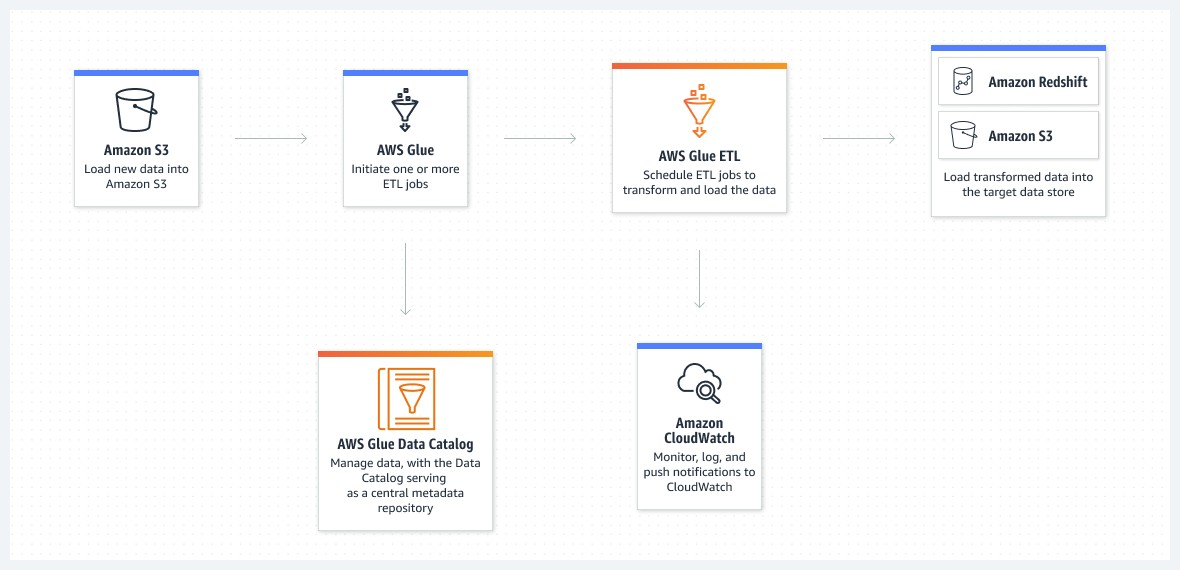 Amazon S3
Load new data into
Amazon S3
AWS Glue
Initiate one or more
ETL jobs
AWS Glue ETL
Schedule ETL jobs to
transform and load the data
Amazon Redshift
Amazon S3
Load transformed data into
the target data store
AWS Glue Data Catalog
Manage data, with the Data
Catalog serving
as a central metadata
repository
Amazon
CloudWatch
Monitor, log, and
push notifications to
CloudWatch